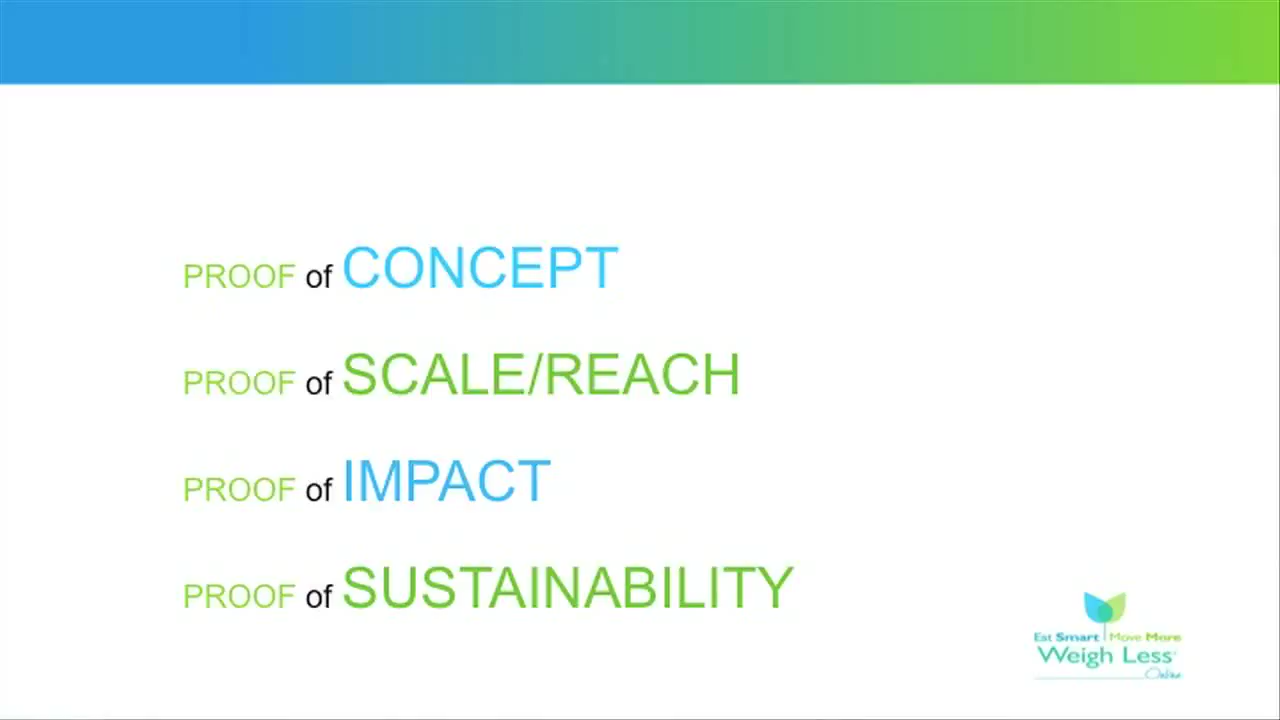 PROOF of CONCEPT
PROOF of SCALE/REACH
PROOF of IMPACT
PROOF of SUSTAINABILITY
Eat Smart Move More
Weigh Less
Online